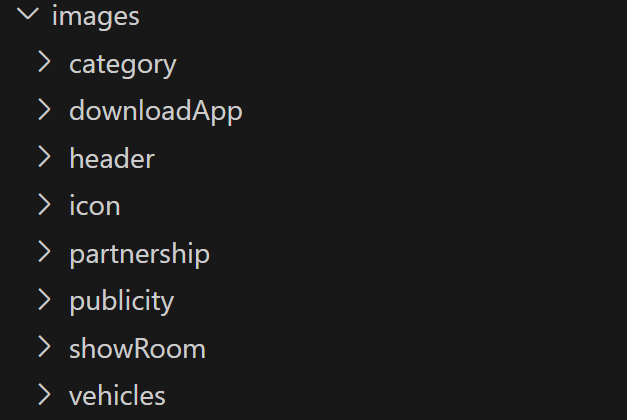 images
category
downloadApp
header
icon
partnership
publicity
showRoom
vehicles